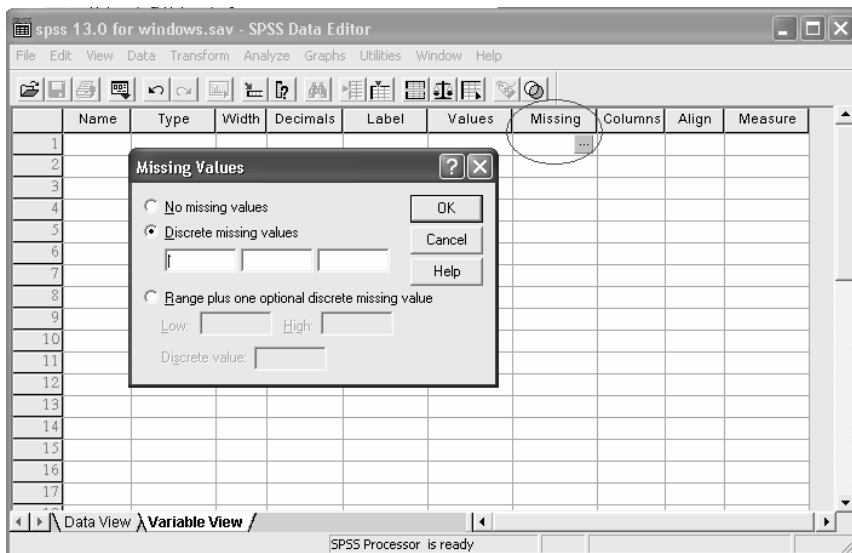 spss 13.0 for windows.sav - SPSS Data Editor
File Edit View Data Transform Analyze Graphs Utilities Window Help
Name Type Width Decimals Label Values Missing Columns Align Measure
1
2
3
4
5
6
7
8
9
10
11
12
13
14
15
16
17
Missing Values
No missing values
Discrete missing values
Range plus one optional discrete missing value
Low: High:
Discrete value:
OK
Cancel
Help
Data View Variable View
SPSS Processor is ready